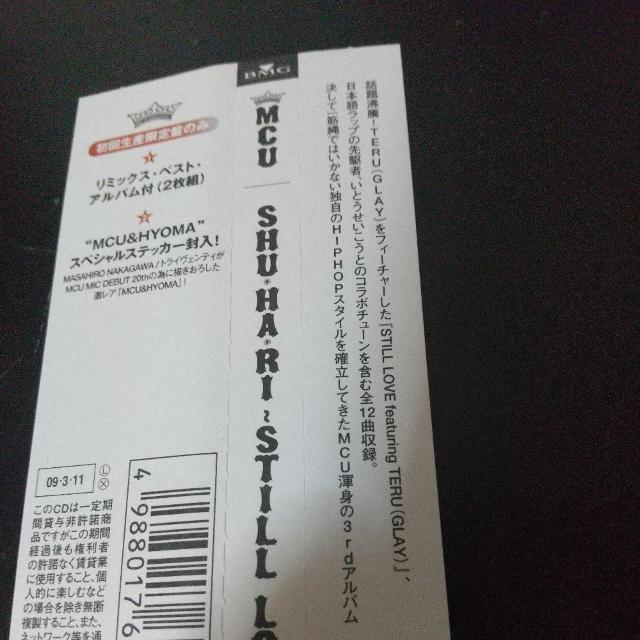 BMG
MCU
SHU・HA・RI～STILL LO
話題沸騰・TERU(GLAY)をフィーチャーした「STILL LOVE featuring TERU(GLAY)」、
日本語ラップの先駆者、いとうせいこうとのコラボチューンを含む全12曲収録。
決して一筋縄ではいかない独自のHIPHOPスタイルを確立してきたMCU渾身の3rdアルバム
初回生産限定盤のみ
リミックス・ベスト・
アルバム付(2枚組)
"MCU&HYOMA"
スペシャルステッカー封入!
MASAHIRO NAKAGAWA/トライヴェンティが
MCU MIC DEBUT 20thの為に描きおろした
激レア「MCU&HYOMA」!
09・3・11
Ⓛ
Ⓧ
このCDは一定期
間貸与非許諾商
品ですがこの期間
経過後も権利者
の許諾なく賃貸業
に使用すること、個
人的に楽しむなど
の場合を除き無断
複製すること、また、
ネットワーク等を通
4 988017 6